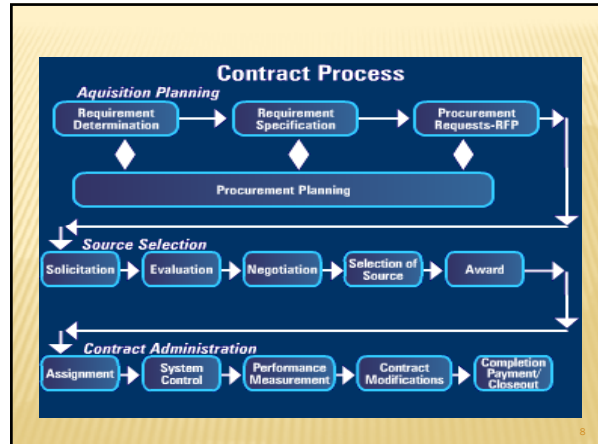 Contract Process
Aquisition Planning
Requirement
Determination
Requirement
Specification
Procurement
Requests-RFP
Procurement Planning
Source Selection
Solicitation
Evaluation
Negotiation
Selection of
Source
Award
Contract Administration
Assignment
System
Control
Performance
Measurement
Contract
Modifications
Completion
Payment/
Closeout
8